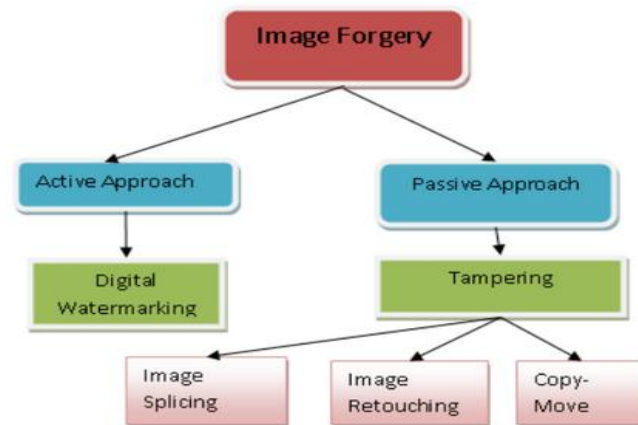 Image Forgery
Active Approach
Passive Approach
Digital
Watermarking
Tampering
Image
Splicing
Image
Retouching
Copy-
Move